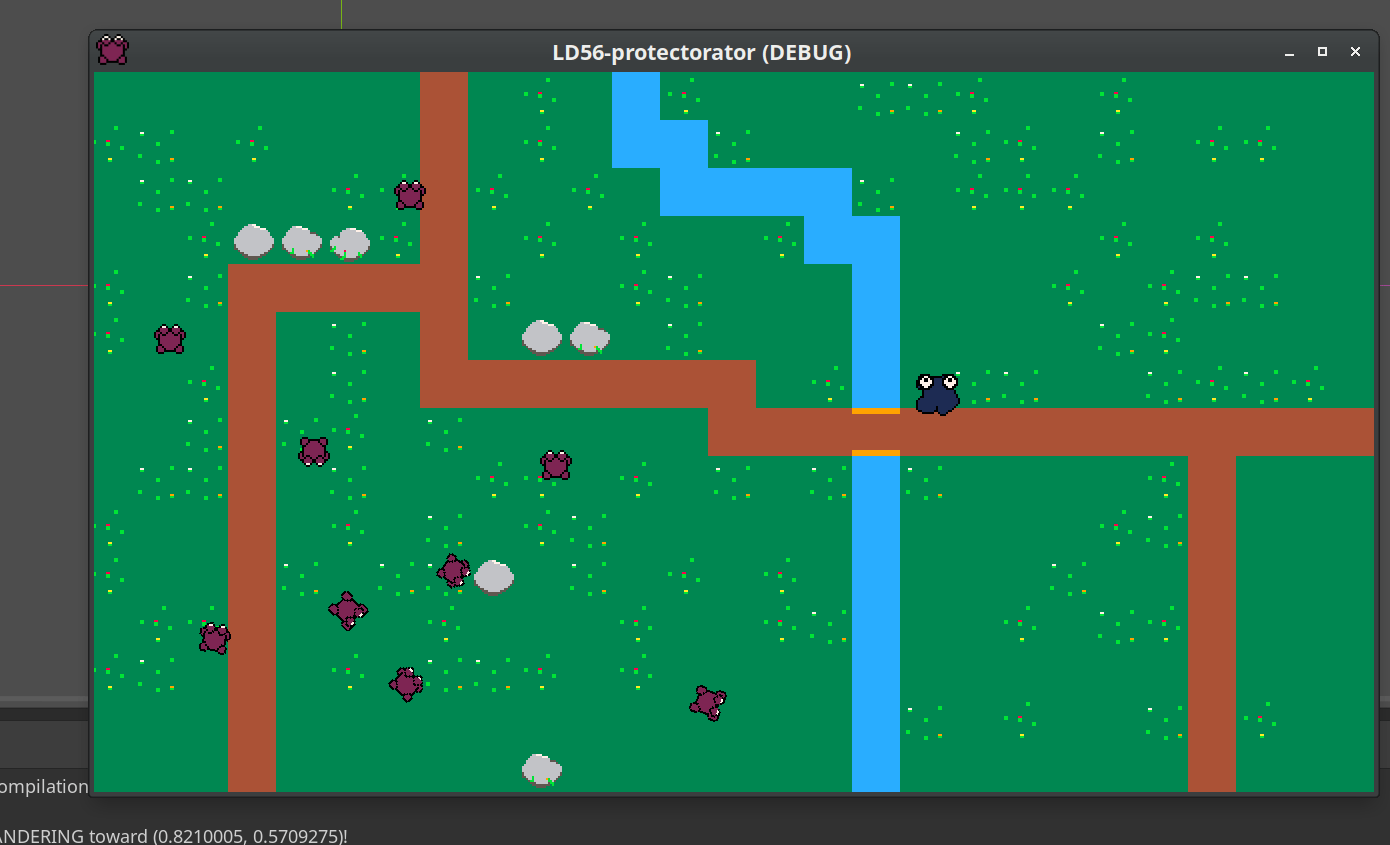 LD56-protectorator (DEBUG)
ompilation
ANDERING toward (0.8210005, 0.5709275)!